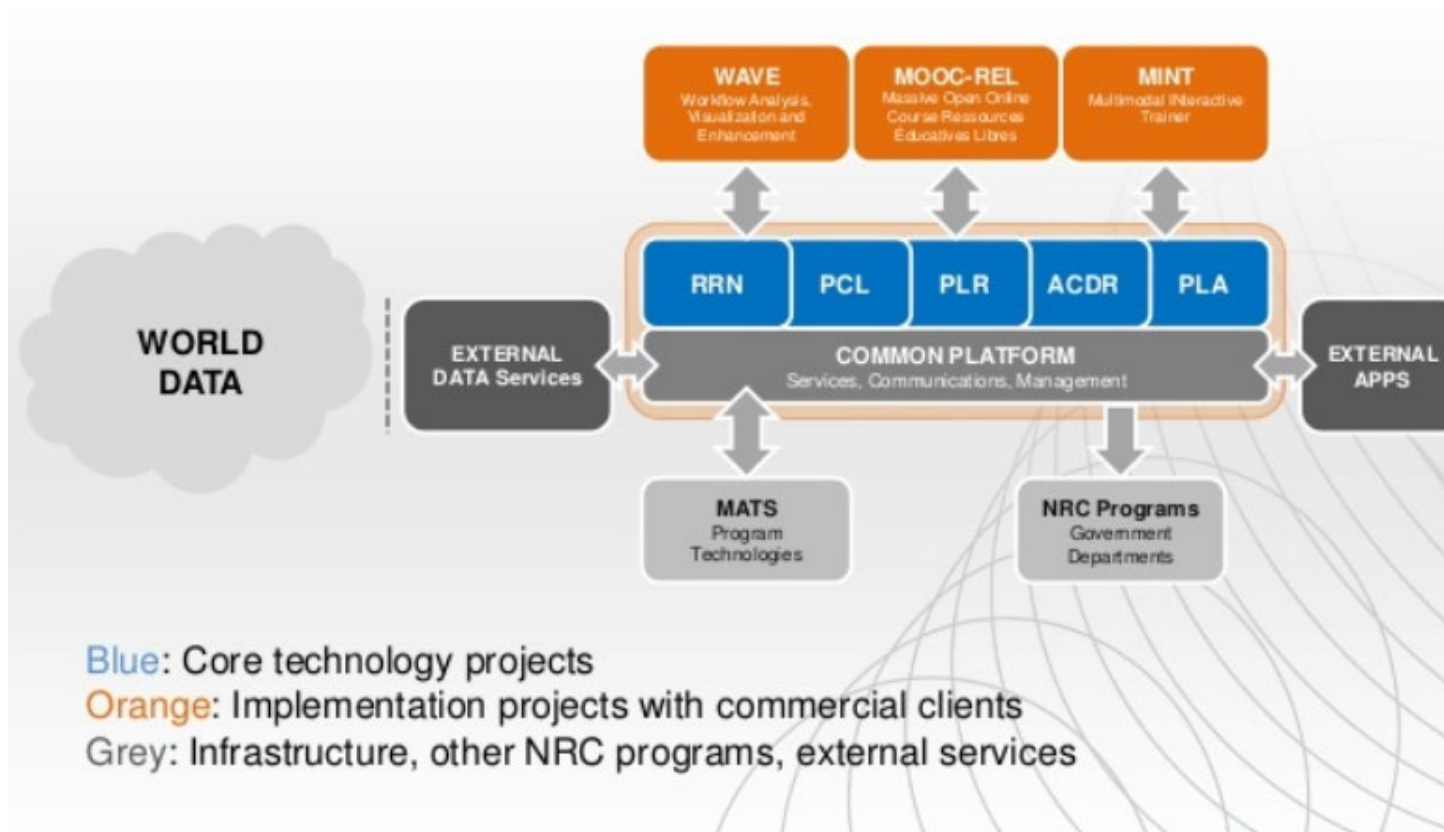 WAVE
Workflow Analysis,
Visualization and
Enhancement
MOOC-REL
Massive Open Online
Course Ressources
Éducatives Libres
MINT
Multimodal INteractive
Trainer
RRN
PCL
PLR
ACDR
PLA
WORLD
DATA
EXTERNAL
DATA Services
COMMON PLATFORM
Services, Communications, Management
EXTERNAL
APPS
MATS
Program
Technologies
NRC Programs
Government
Departments
Blue: Core technology projects
Orange: Implementation projects with commercial clients
Grey: Infrastructure, other NRC programs, external services